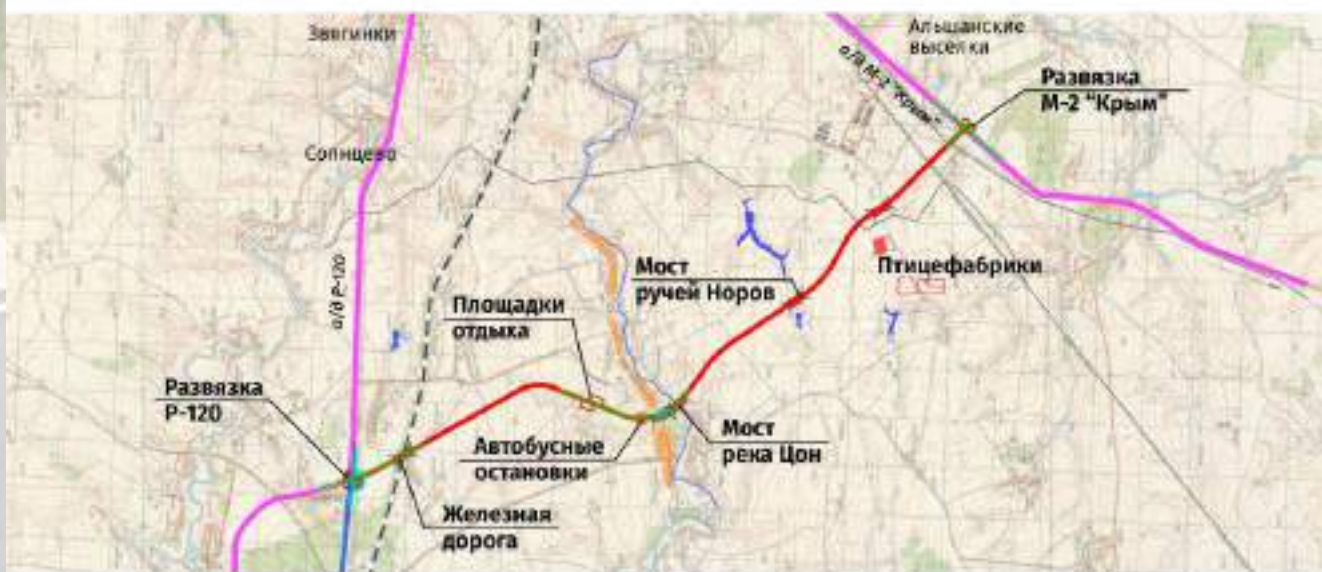 Звягинки
Альшанские
выселки
а/д М-2 "Крым"
Развязка
М-2 "Крым"
Солнцево
а/д Р-120
Мост
ручей Норов
Птицефабрики
Площадки
отдыха
Развязка
Р-120
Автобусные
остановки
Мост
река Цон
Железная
дорога